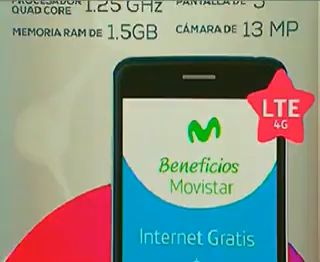 PROCESADOR
QUAD CORE 1.25 GHz
PANTALLA DE 5
MEMORIA RAM DE 1.5GB
CÁMARA DE 13 MP
LTE
4G
Beneficios
Movistar
Internet Gratis